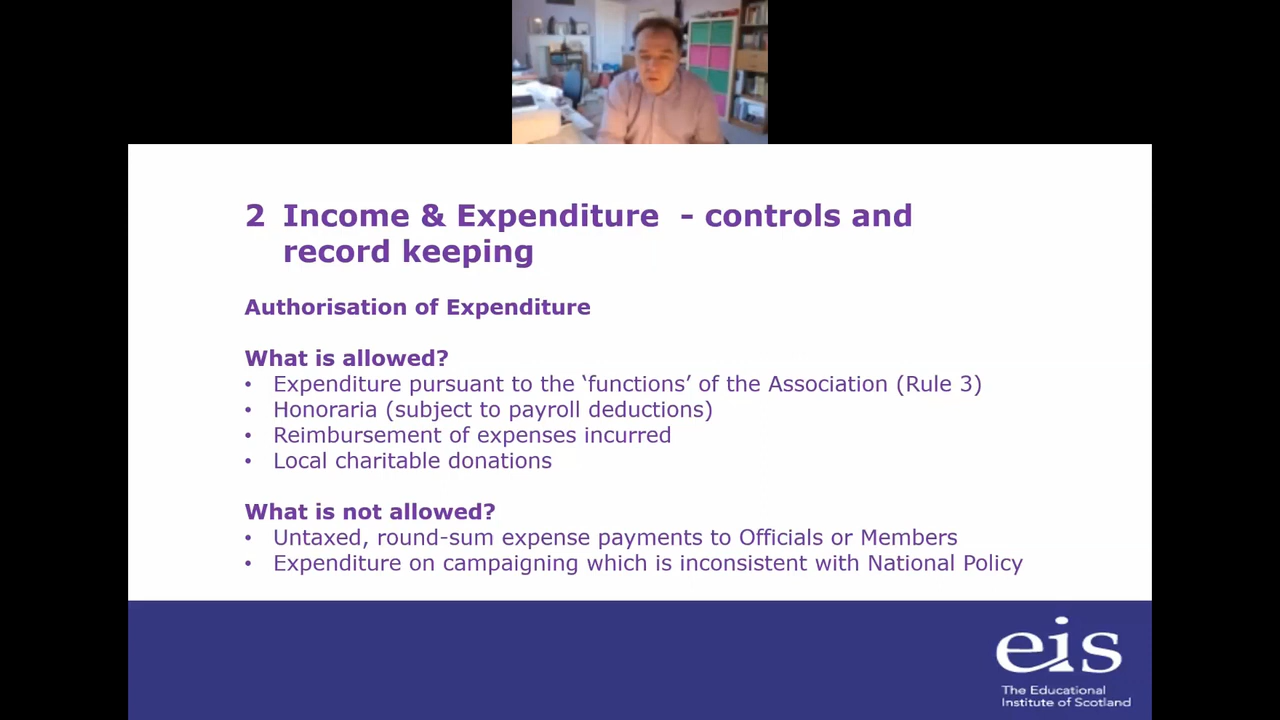 2 Income & Expenditure - controls and
record keeping
Authorisation of Expenditure
What is allowed?
• Expenditure pursuant to the ‘functions’ of the Association (Rule 3)
• Honoraria (subject to payroll deductions)
• Reimbursement of expenses incurred
• Local charitable donations
What is not allowed?
• Untaxed, round-sum expense payments to Officials or Members
• Expenditure on campaigning which is inconsistent with National Policy
eis
The Educational
Institute of Scotland